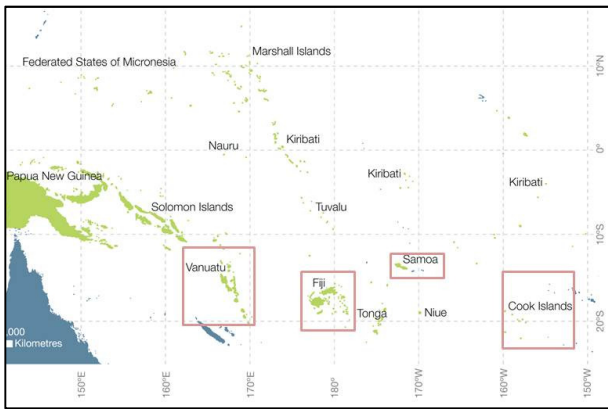 Marshall Islands
Federated States of Micronesia
10°N
Nauru
Kiribati
0°
Papua New Guinea
Kiribati
Kiribati
Solomon Islands
Tuvalu
10°S
Vanuatu
Samoa
Fiji
Tonga
Niue
Cook Islands
20°S
,000
Kilometres
150°E
160°E
170°E
180°
170°W
160°W
150°W